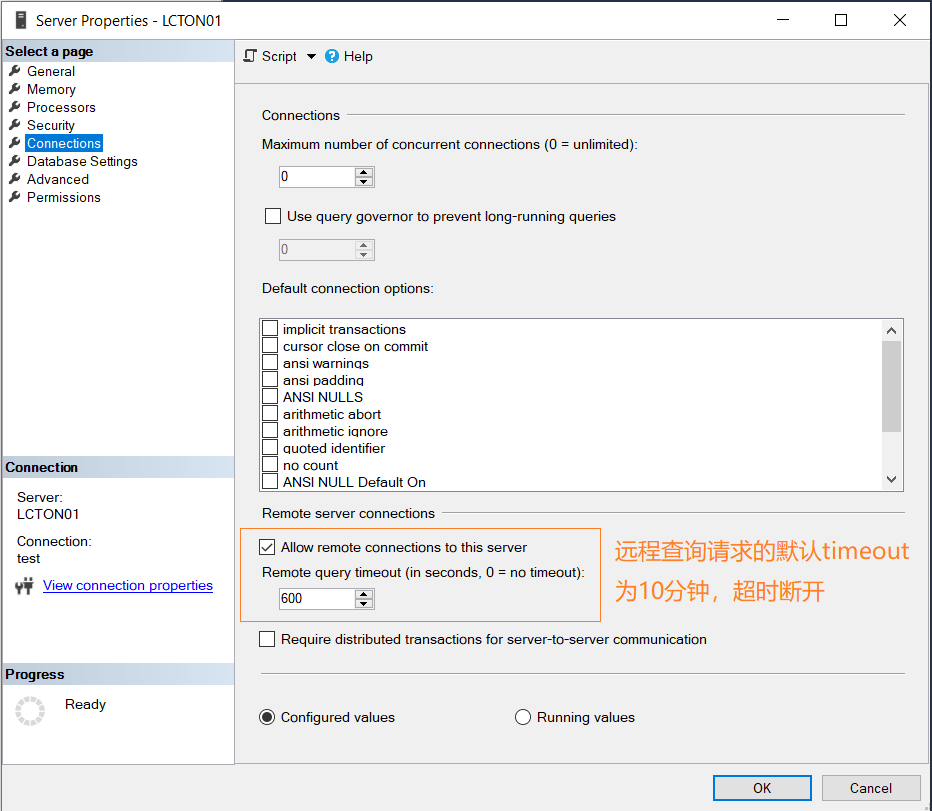 Server Properties - LCTON01
Select a page
General
Memory
Processors
Security
Connections
Database Settings
Advanced
Permissions
Connection
Server:
LCTON01
Connection:
test
View connection properties
Progress
Ready
Script
Help
Connections
Maximum number of concurrent connections (0 = unlimited):
0
Use query governor to prevent long-running queries
0
Default connection options:
implicit transactions
cursor close on commit
ansi warnings
ansi padding
ANSI NULLS
arithmetic abort
arithmetic ignore
quoted identifier
no count
ANSI NULL Default On
Remote server connections
Allow remote connections to this server
Remote query timeout (in seconds, 0 = no timeout):
600
远程查询请求的默认timeout
为10分钟，超时断开
Require distributed transactions for server-to-server communication
Configured values
Running values
OK
Cancel